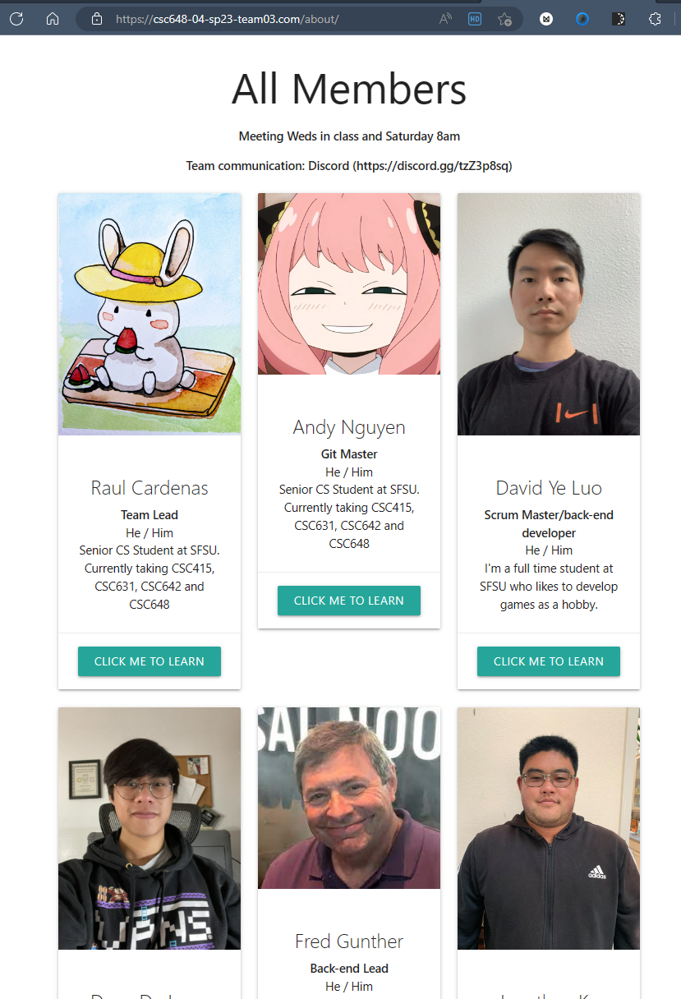 https://csc648-04-sp23-team03.com/about/
HD
All Members
Meeting Weds in class and Saturday 8am
Team communication: Discord (https://discord.gg/tzZ3p8sq)
Raul Cardenas
Team Lead
He / Him
Senior CS Student at SFSU.
Currently taking CSC415,
CSC631, CSC642 and
CSC648
CLICK ME TO LEARN
Andy Nguyen
Git Master
He / Him
Senior CS Student at SFSU.
Currently taking CSC415,
CSC631, CSC642 and
CSC648
CLICK ME TO LEARN
David Ye Luo
Scrum Master/back-end
developer
He / Him
I'm a full time student at
SFSU who likes to develop
games as a hobby.
CLICK ME TO LEARN
adidas
Fred Gunther
Back-end Lead
He / Him